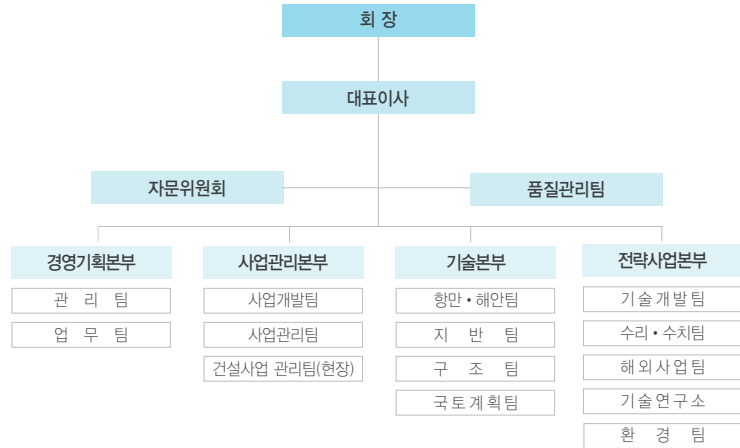 회 장
대표이사
자문위원회
품질관리팀
경영기획본부
관 리 팀
업 무 팀
사업관리본부
사업개발팀
사업관리팀
건설사업 관리팀(현장)
기술본부
항만•해안팀
지 반 팀
구 조 팀
국토계획팀
전략사업본부
기술개발팀
수리•수치팀
해외사업팀
기술연구소
환 경 팀